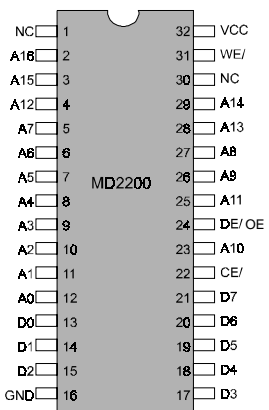 NC 1 32 VCC
A16 2 31 WE/
A15 3 30 NC
A12 4 29 A14
A7 5 28 A13
A6 6 27 A8
A5 7 26 A9
MD2200
A4 8 25 A11
A3 9 24 DE/ OE
A2 10 23 A10
A1 11 22 CE/
A0 12 21 D7
D0 13 20 D6
D1 14 19 D5
D2 15 18 D4
GND 16 17 D3